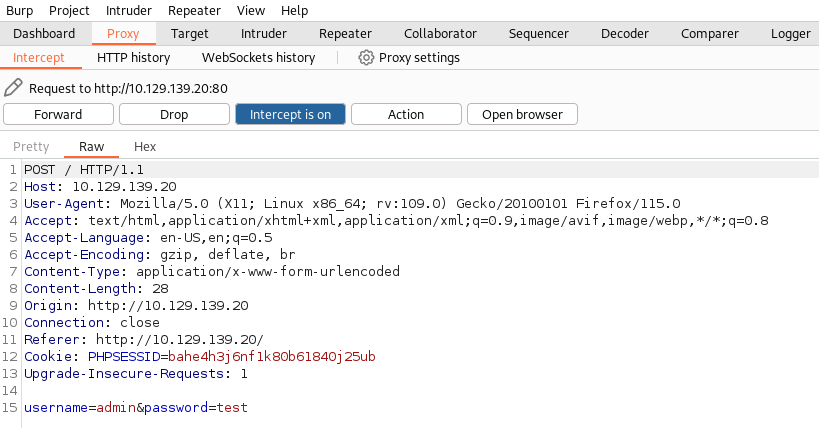 Burp Project Intruder Repeater View Help
Dashboard Proxy Target Intruder Repeater Collaborator Sequencer Decoder Comparer Logger
Intercept HTTP history WebSockets history Proxy settings
Request to http://10.129.139.20:80
Forward Drop Intercept is on Action Open browser
Pretty Raw Hex
1 POST / HTTP/1.1
2 Host: 10.129.139.20
3 User-Agent: Mozilla/5.0 (X11; Linux x86_64; rv:109.0) Gecko/20100101 Firefox/115.0
4 Accept: text/html,application/xhtml+xml,application/xml;q=0.9,image/avif,image/webp,*/*;q=0.8
5 Accept-Language: en-US,en;q=0.5
6 Accept-Encoding: gzip, deflate, br
7 Content-Type: application/x-www-form-urlencoded
8 Content-Length: 28
9 Origin: http://10.129.139.20
10 Connection: close
11 Referer: http://10.129.139.20/
12 Cookie: PHPSESSID=bahe4h3j6nf1k80b61840j25ub
13 Upgrade-Insecure-Requests: 1
14
15 username=admin&password=test